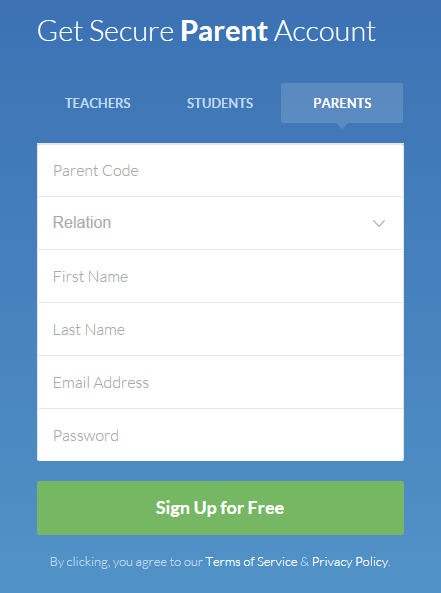 Get Secure Parent Account
TEACHERS STUDENTS PARENTS
Parent Code
Relation
First Name
Last Name
Email Address
Password
Sign Up for Free
By clicking, you agree to our Terms of Service & Privacy Policy.